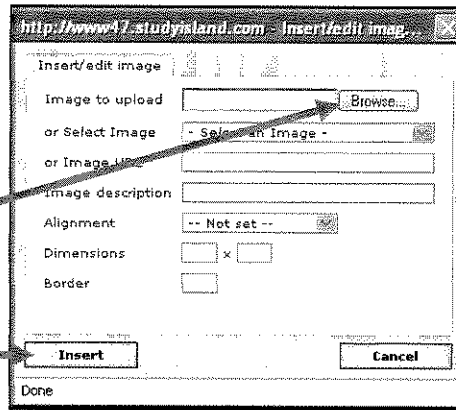 http://www47.studyisland.com - Insert/edit imag...
Insert/edit image
Image to upload Browse...
or Select Image - Select an Image -
or Image URL
Image description
Alignment -- Not set --
Dimensions x
Border
Insert Cancel
Done